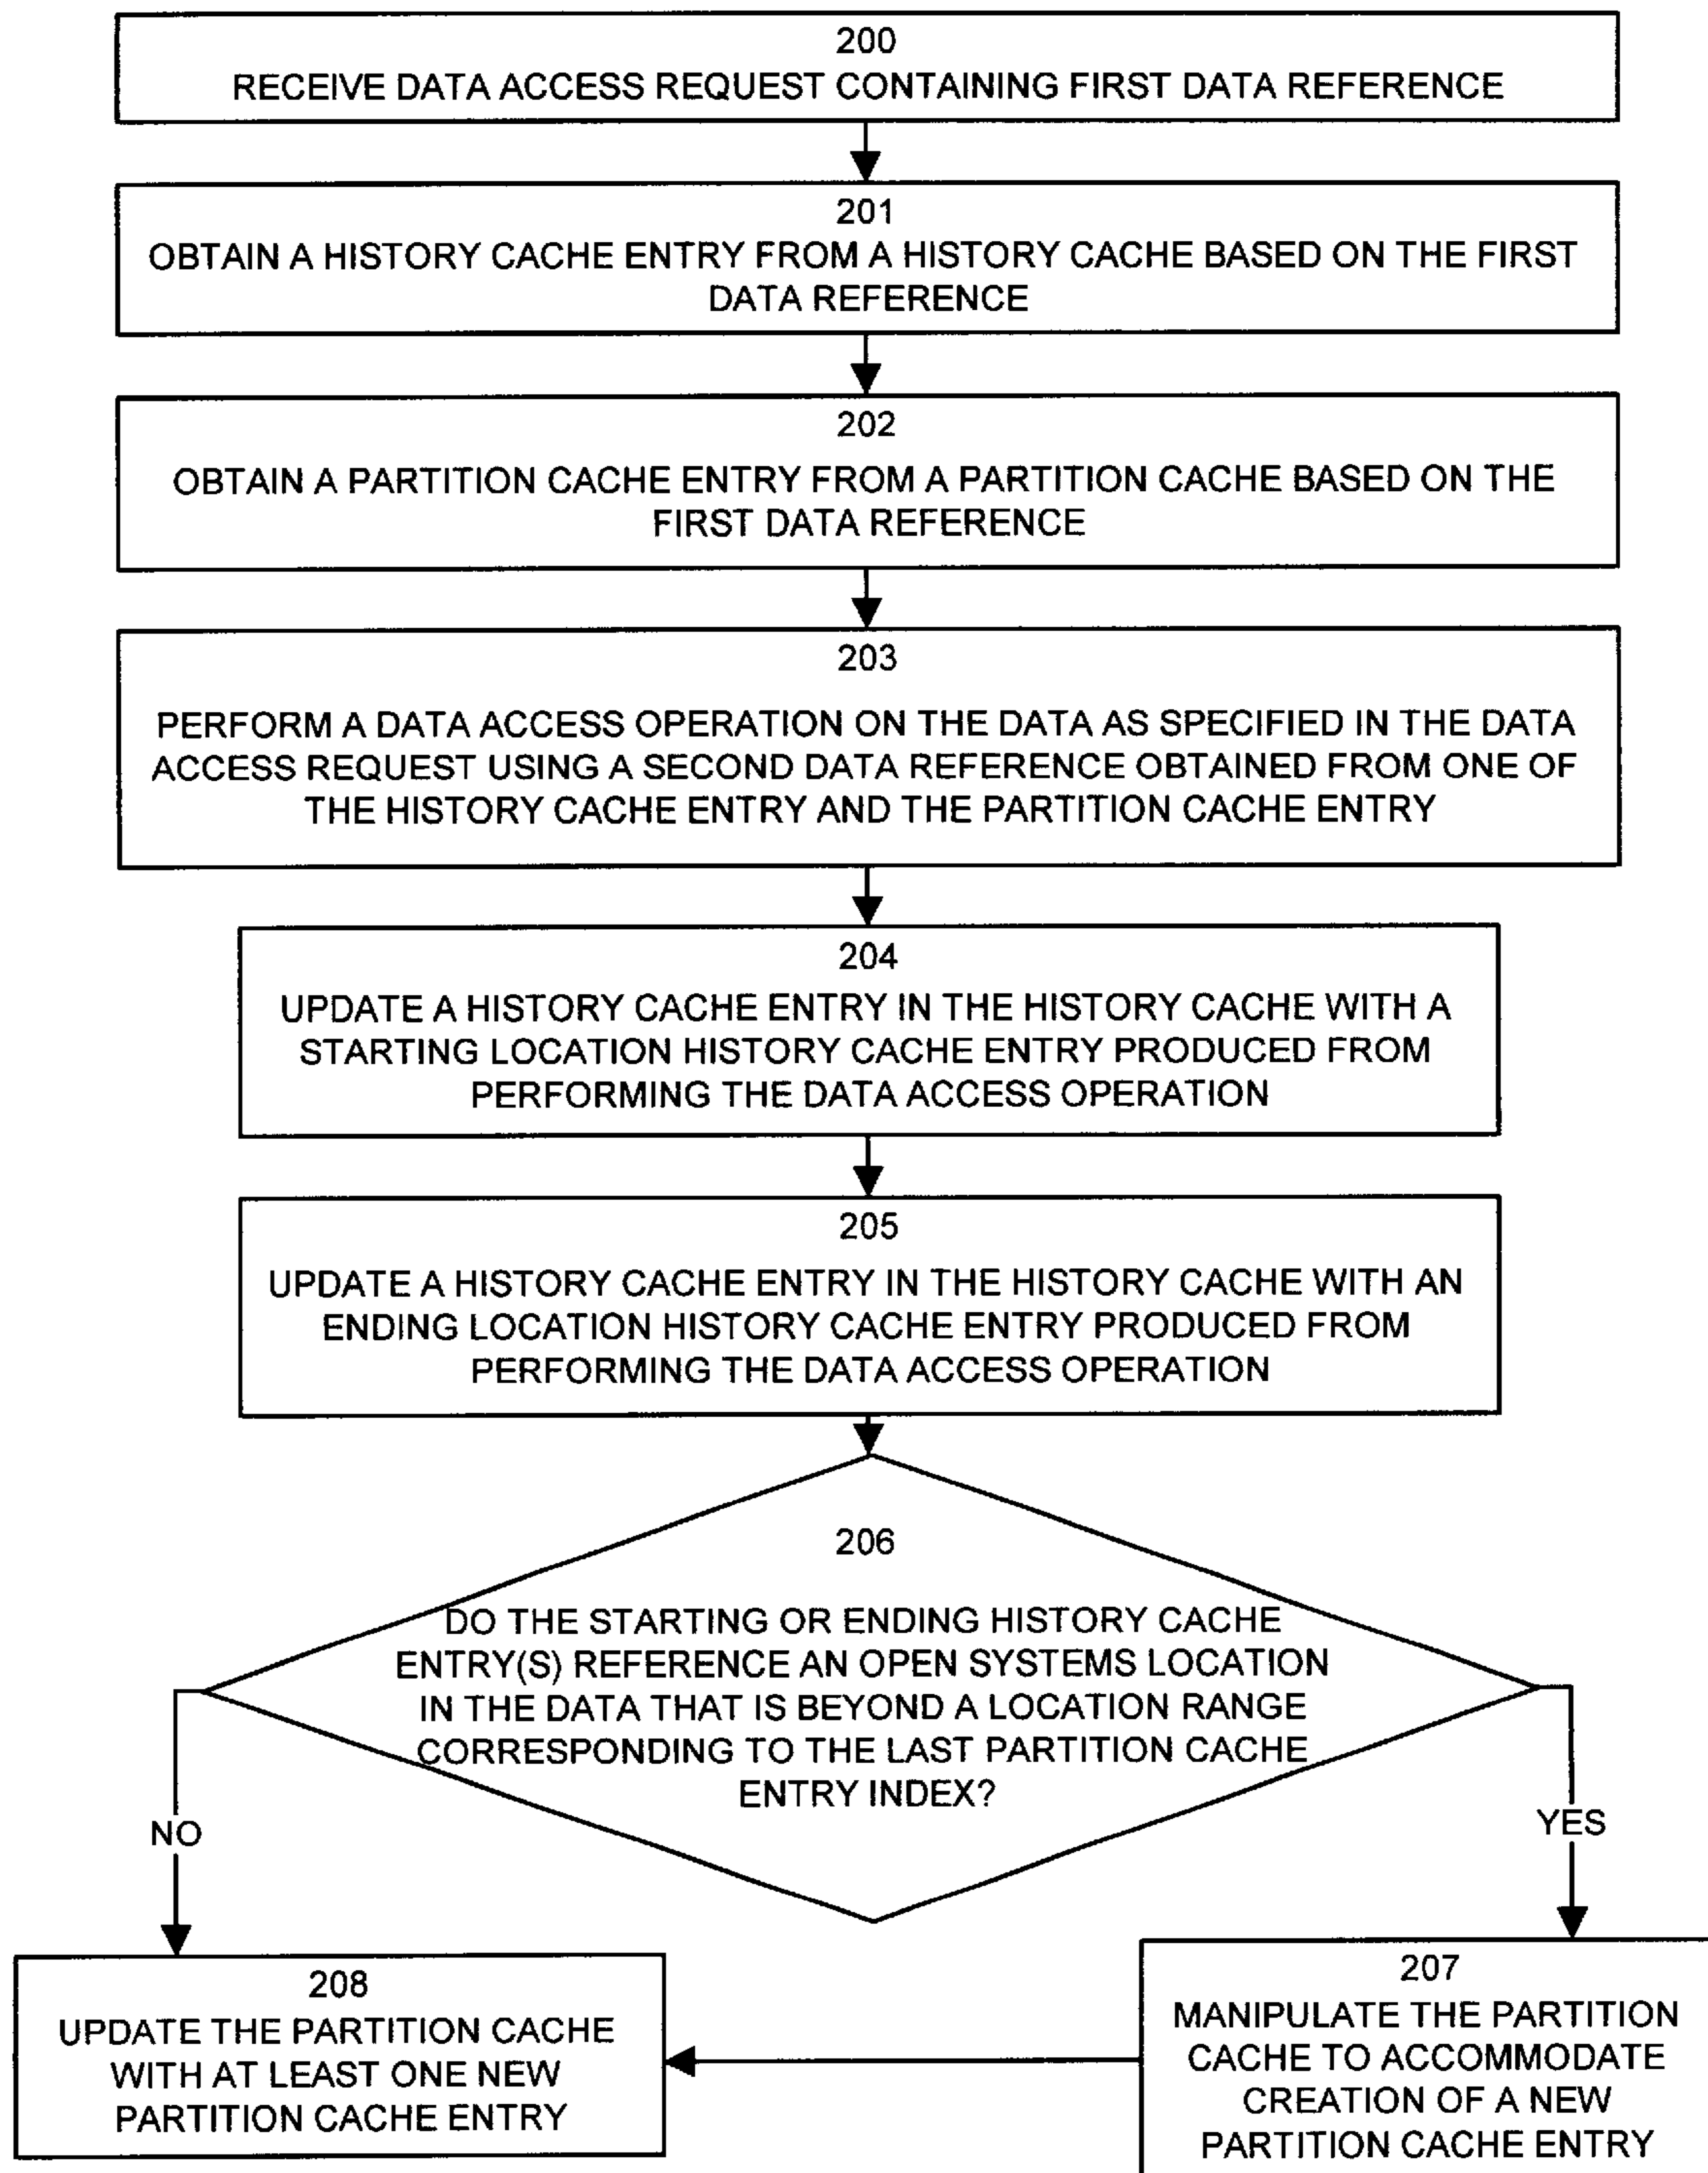 200
RECEIVE DATA ACCESS REQUEST CONTAINING FIRST DATA REFERENCE
201
OBTAIN A HISTORY CACHE ENTRY FROM A HISTORY CACHE BASED ON THE FIRST
DATA REFERENCE
202
OBTAIN A PARTITION CACHE ENTRY FROM A PARTITION CACHE BASED ON THE
FIRST DATA REFERENCE
203
PERFORM A DATA ACCESS OPERATION ON THE DATA AS SPECIFIED IN THE DATA
ACCESS REQUEST USING A SECOND DATA REFERENCE OBTAINED FROM ONE OF
THE HISTORY CACHE ENTRY AND THE PARTITION CACHE ENTRY
204
UPDATE A HISTORY CACHE ENTRY IN THE HISTORY CACHE WITH A
STARTING LOCATION HISTORY CACHE ENTRY PRODUCED FROM
PERFORMING THE DATA ACCESS OPERATION
205
UPDATE A HISTORY CACHE ENTRY IN THE HISTORY CACHE WITH AN
ENDING LOCATION HISTORY CACHE ENTRY PRODUCED FROM
PERFORMING THE DATA ACCESS OPERATION
206
DO THE STARTING OR ENDING HISTORY CACHE
ENTRY(S) REFERENCE AN OPEN SYSTEMS LOCATION
IN THE DATA THAT IS BEYOND A LOCATION RANGE
CORRESPONDING TO THE LAST PARTITION CACHE
ENTRY INDEX?
NO
YES
208
UPDATE THE PARTITION CACHE
WITH AT LEAST ONE NEW
PARTITION CACHE ENTRY
207
MANIPULATE THE PARTITION
CACHE TO ACCOMMODATE
CREATION OF A NEW
PARTITION CACHE ENTRY